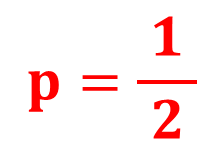 p = 1/2